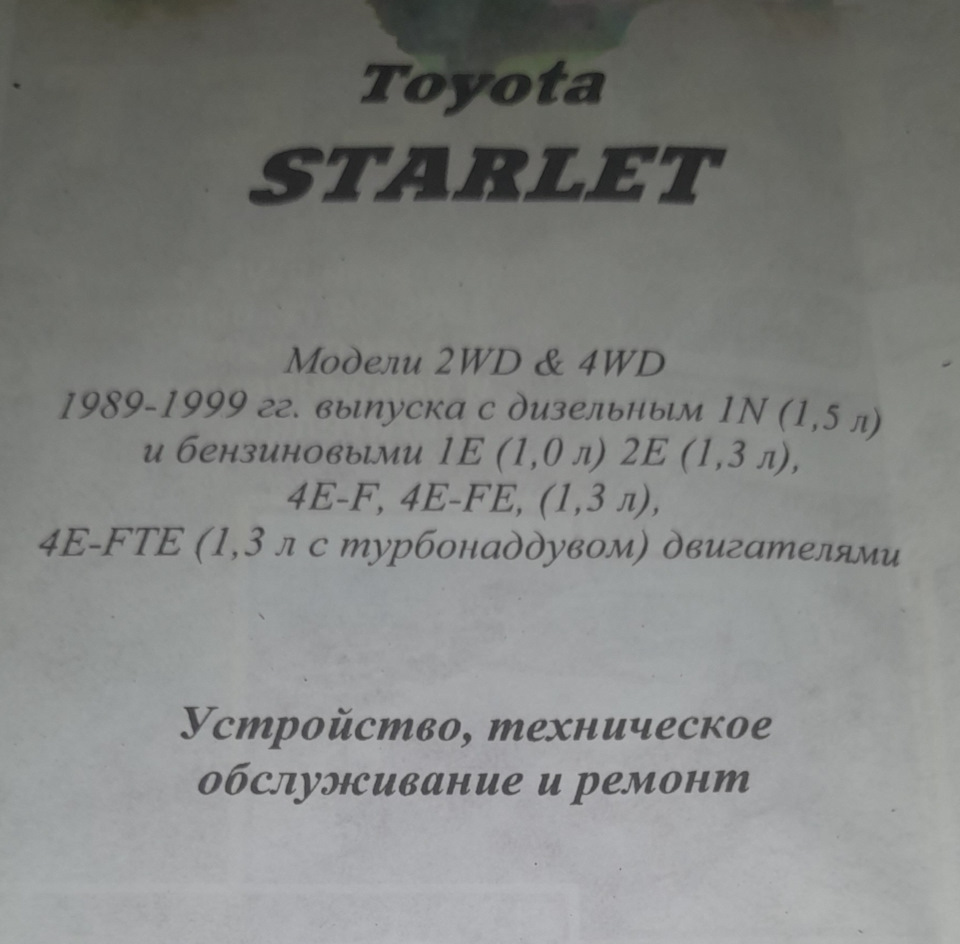 Toyota
STARLET
Модели 2WD & 4WD
1989-1999 гг. выпуска с дизельным 1N (1,5 л)
и бензиновыми 1E (1,0 л) 2E (1,3 л),
4E-F, 4E-FE, (1,3 л),
4E-FTE (1,3 л с турбонаддувом) двигателями
Устройство, техническое
обслуживание и ремонт